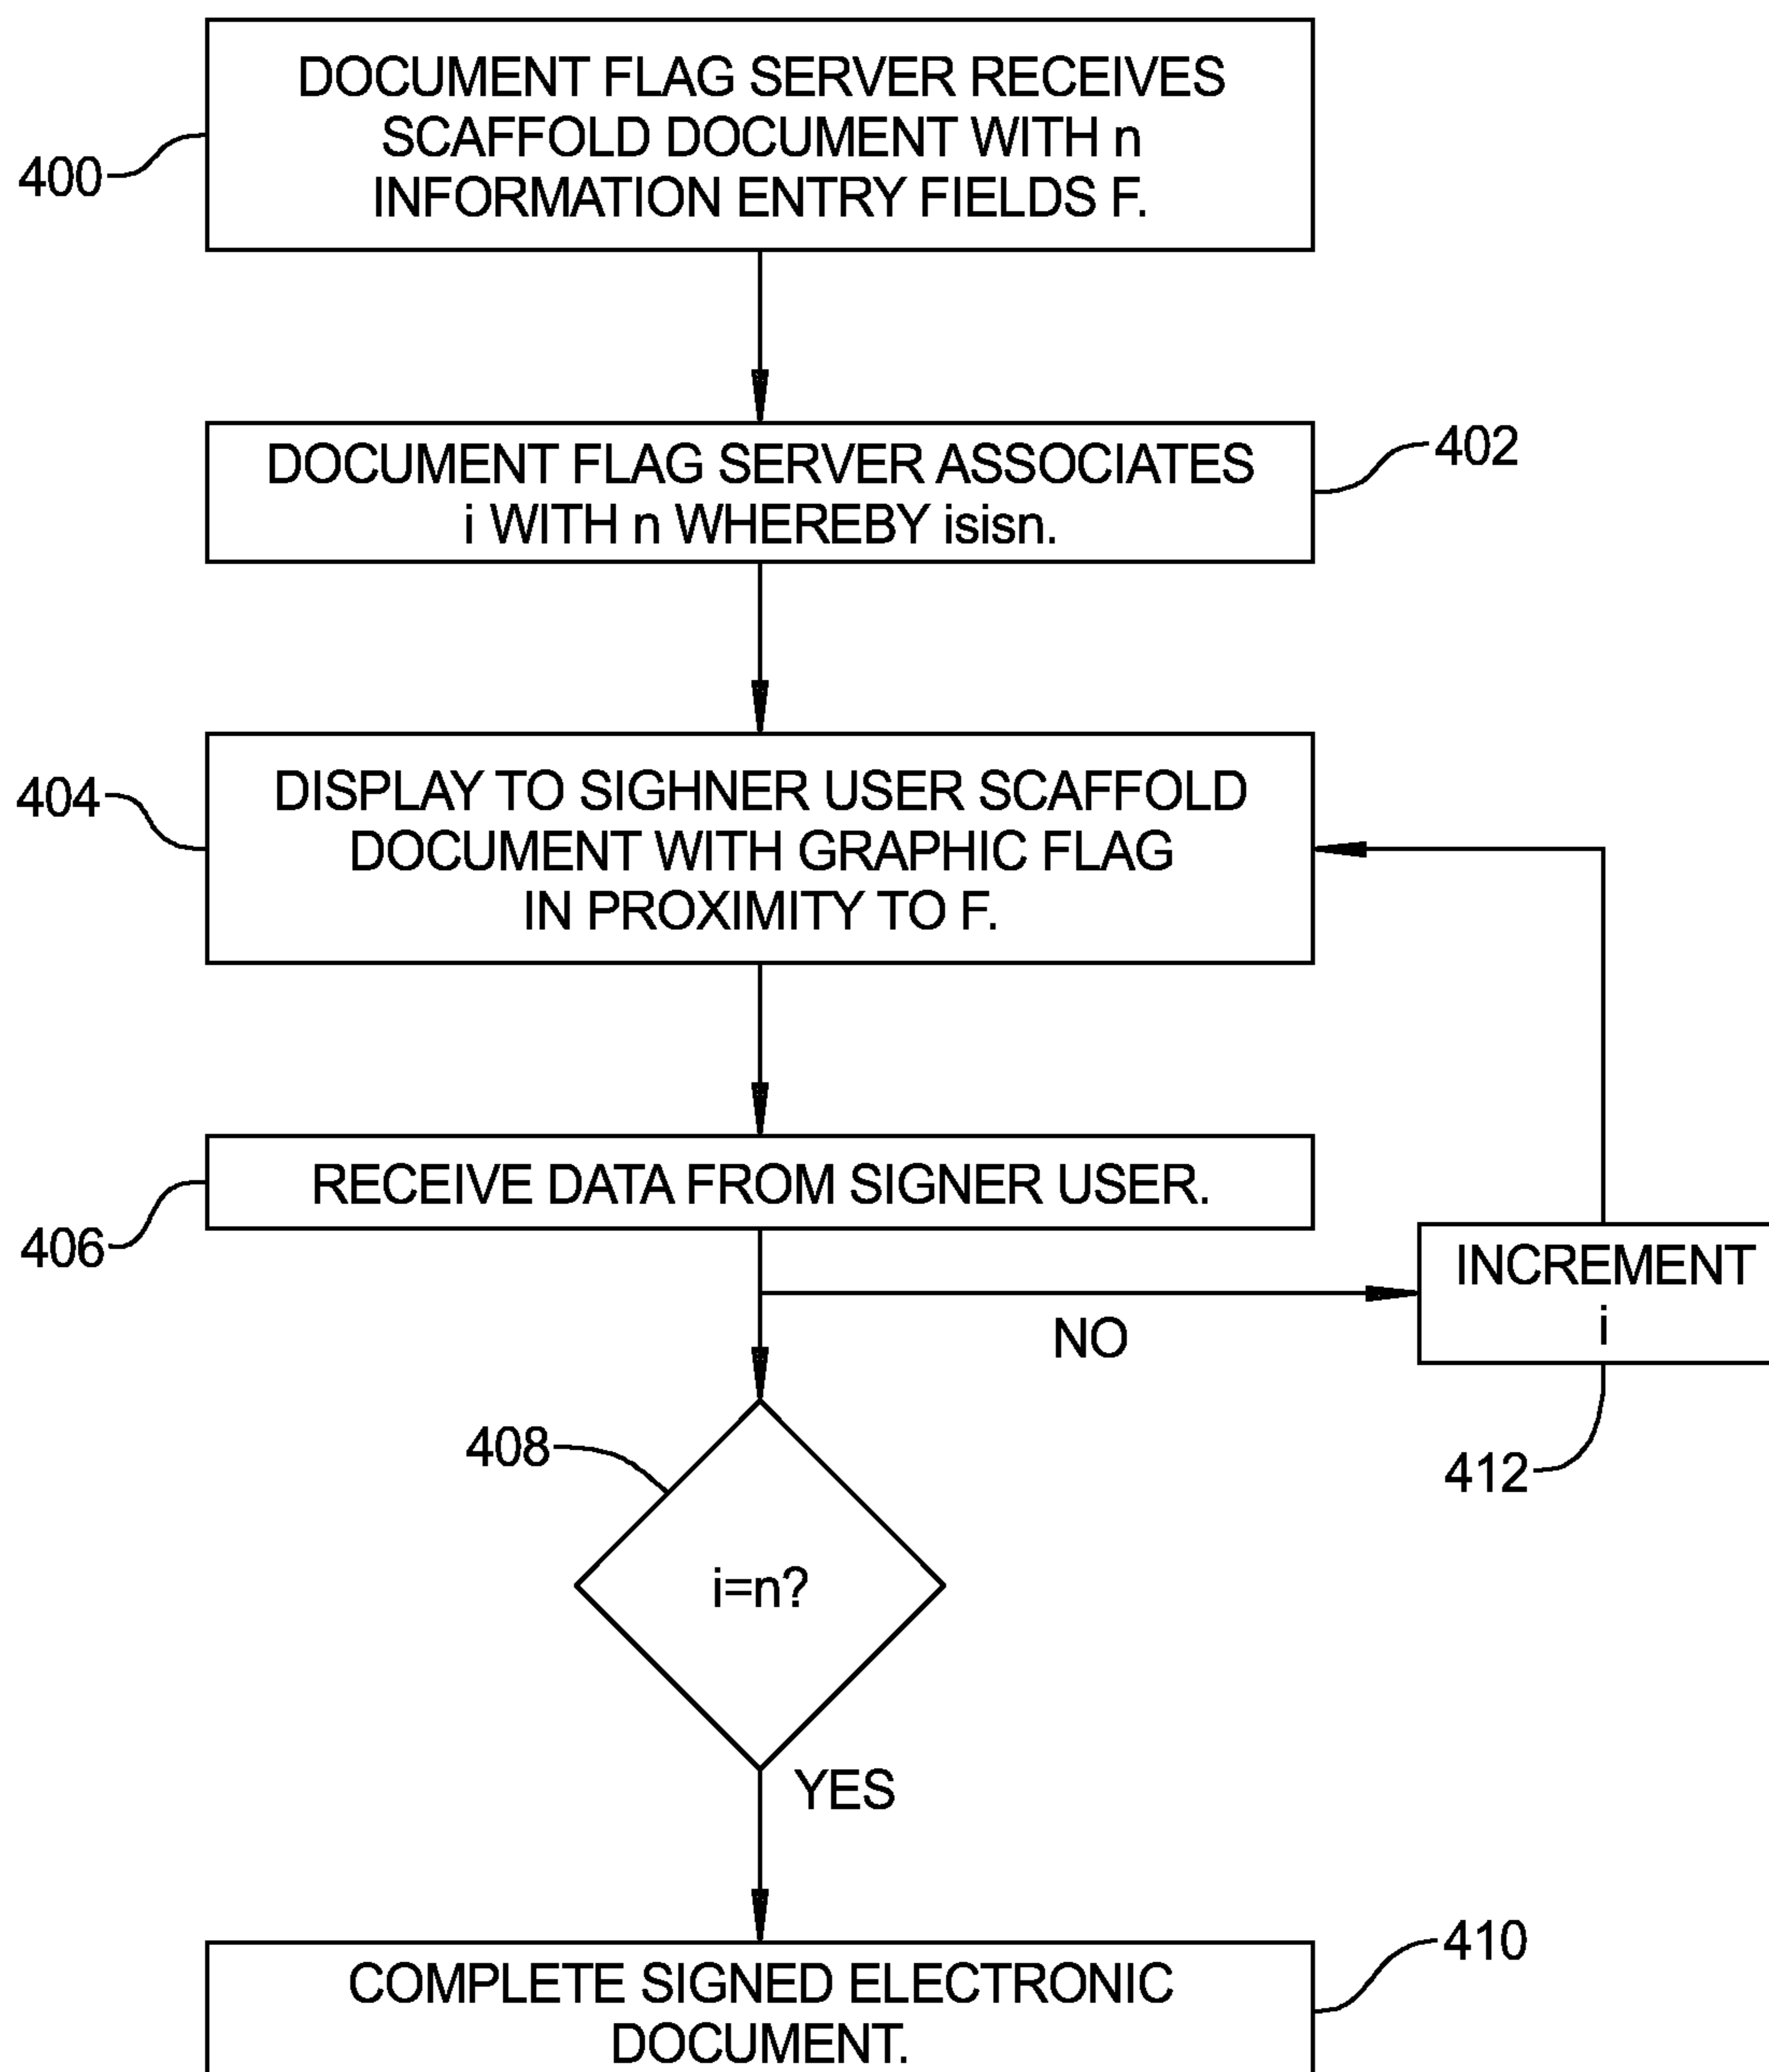 DOCUMENT FLAG SERVER RECEIVES
SCAFFOLD DOCUMENT WITH n
INFORMATION ENTRY FIELDS F.
400
DOCUMENT FLAG SERVER ASSOCIATES
i WITH n WHEREBY isisn.
402
DISPLAY TO SIGHNER USER SCAFFOLD
DOCUMENT WITH GRAPHIC FLAG
IN PROXIMITY TO F.
404
RECEIVE DATA FROM SIGNER USER.
406
INCREMENT
i
NO
412
408
i=n?
YES
COMPLETE SIGNED ELECTRONIC
DOCUMENT.
410